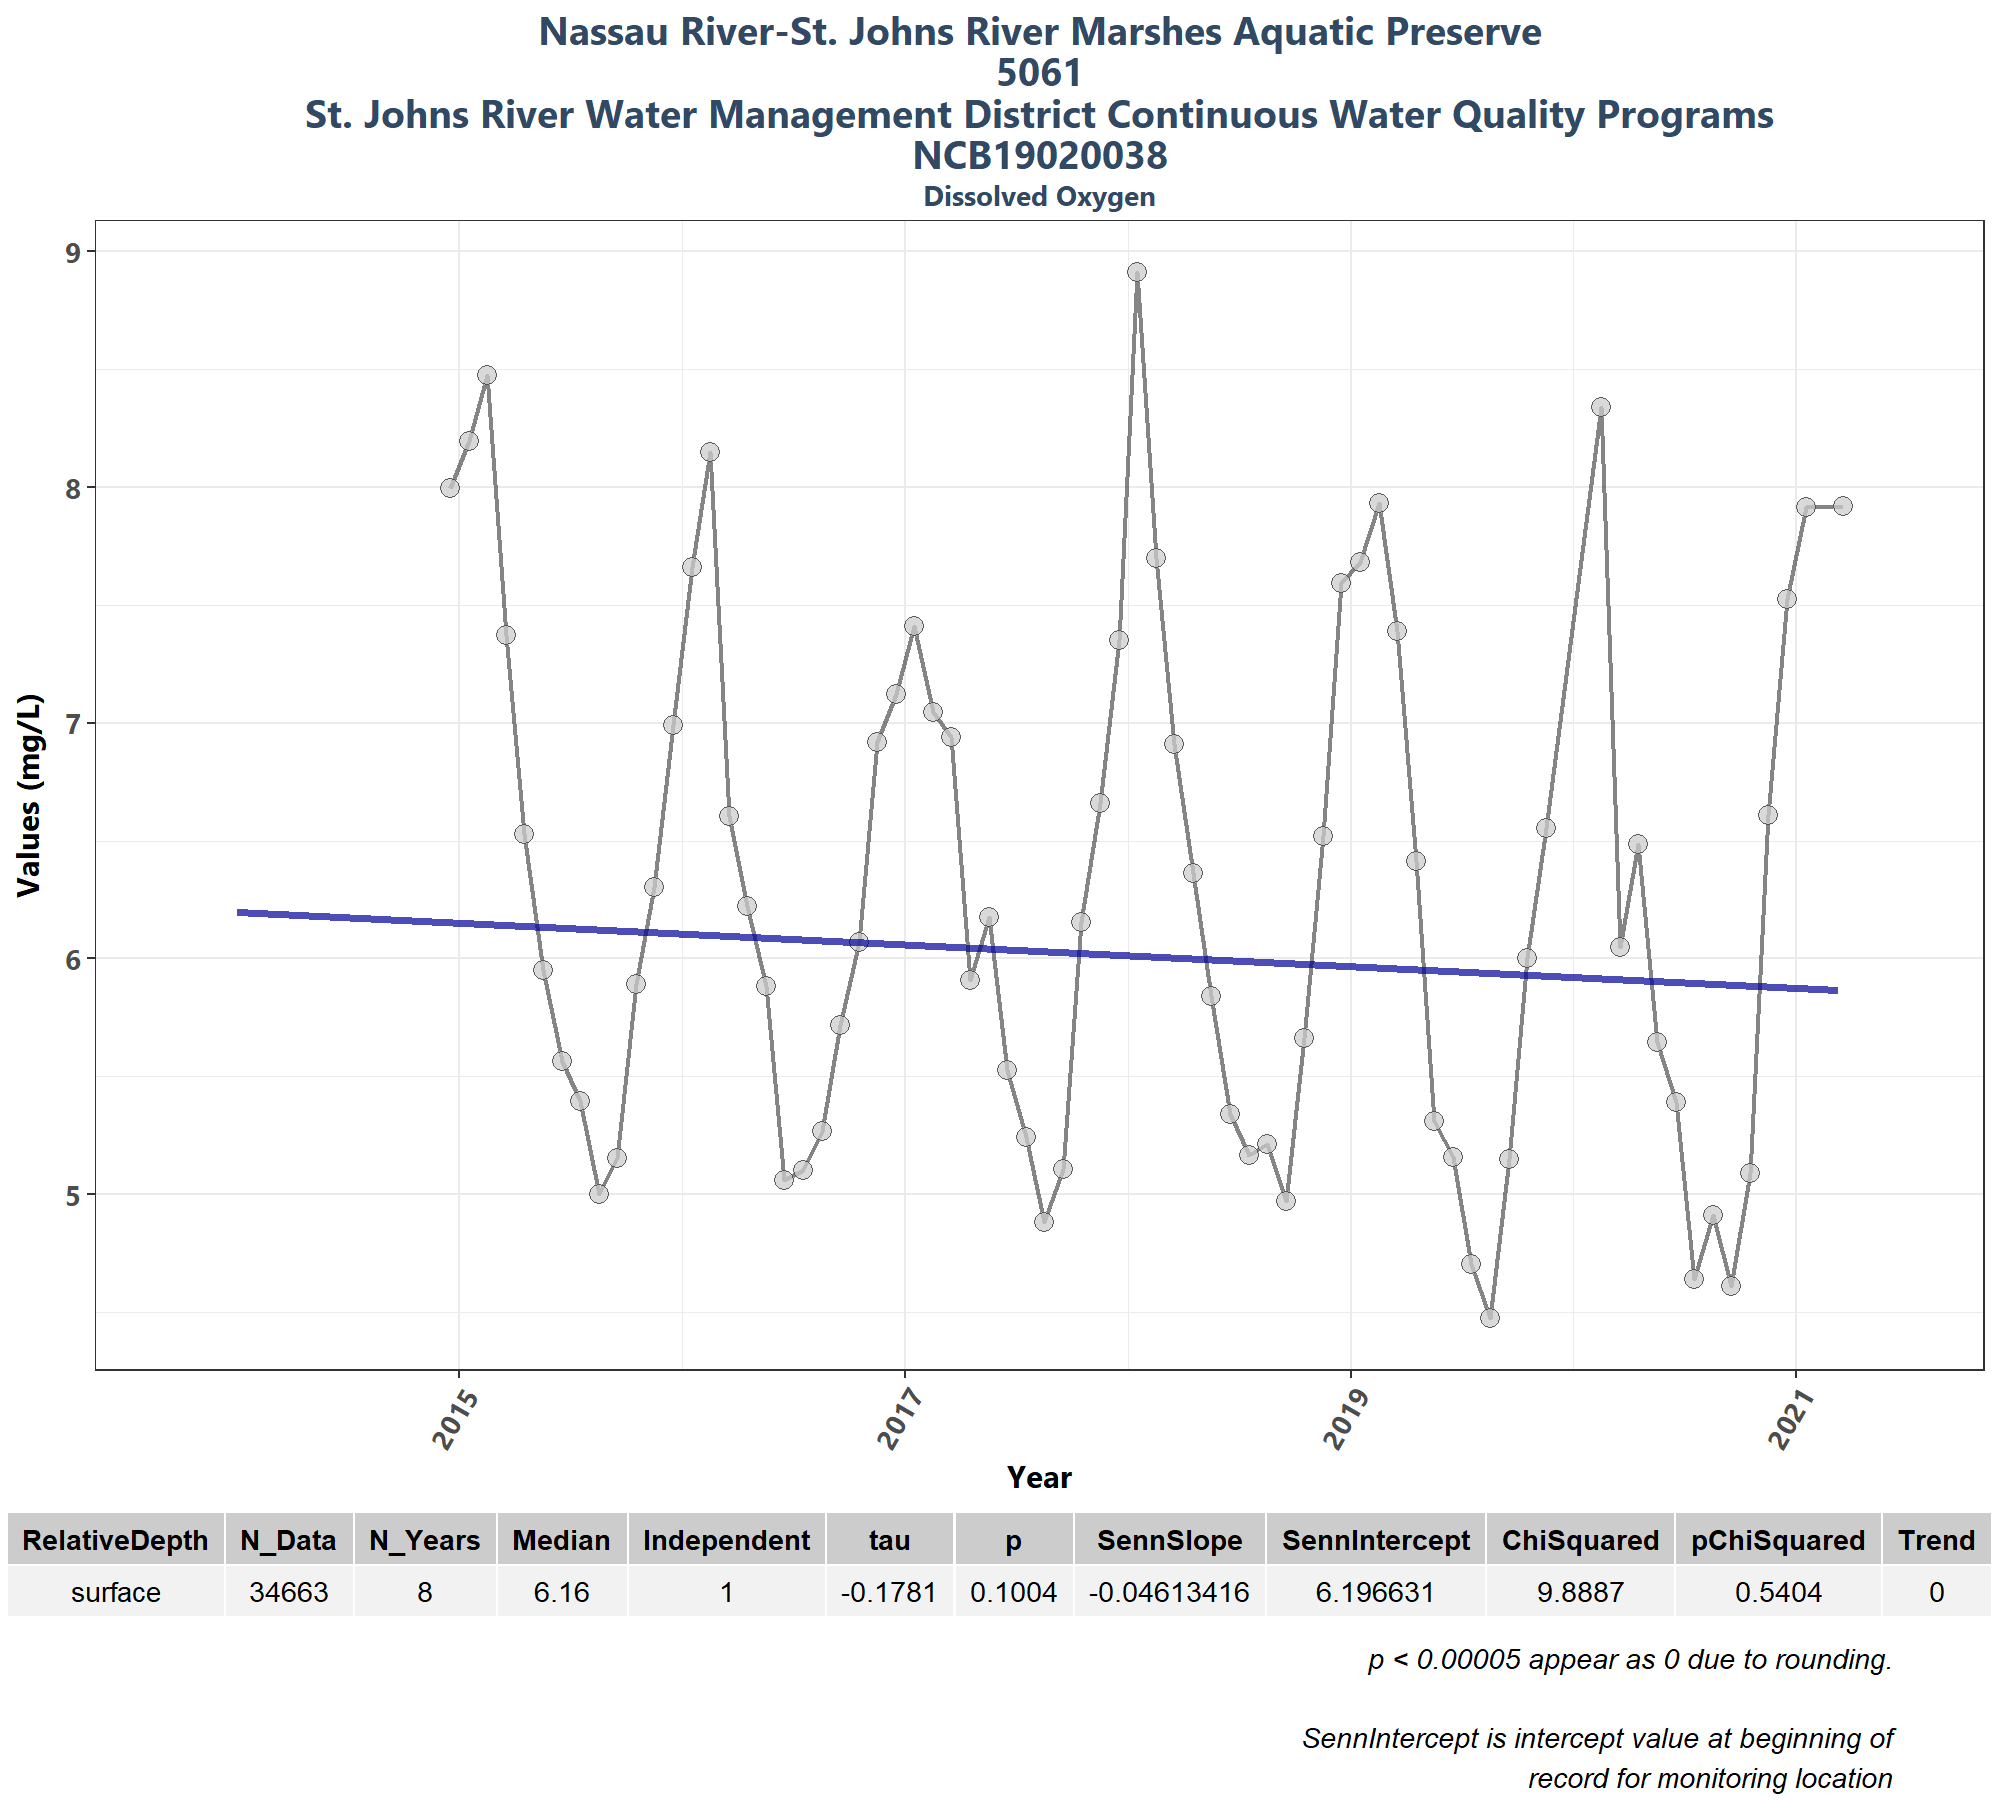 Nassau River-St. Johns River Marshes Aquatic Preserve
5061
St. Johns River Water Management District Continuous Water Quality Programs
NCB19020038
Dissolved Oxygen
9
8
7
6
5
Values (mg/L)
2015 2017 2019 2021
Year
RelativeDepth N_Data N_Years Median Independent tau p SennSlope SennIntercept ChiSquared pChiSquared Trend
surface 34663 8 6.16 1 -0.1781 0.1004 -0.04613416 6.196631 9.8887 0.5404 0
p < 0.00005 appear as 0 due to rounding.
SennIntercept is intercept value at beginning of
record for monitoring location